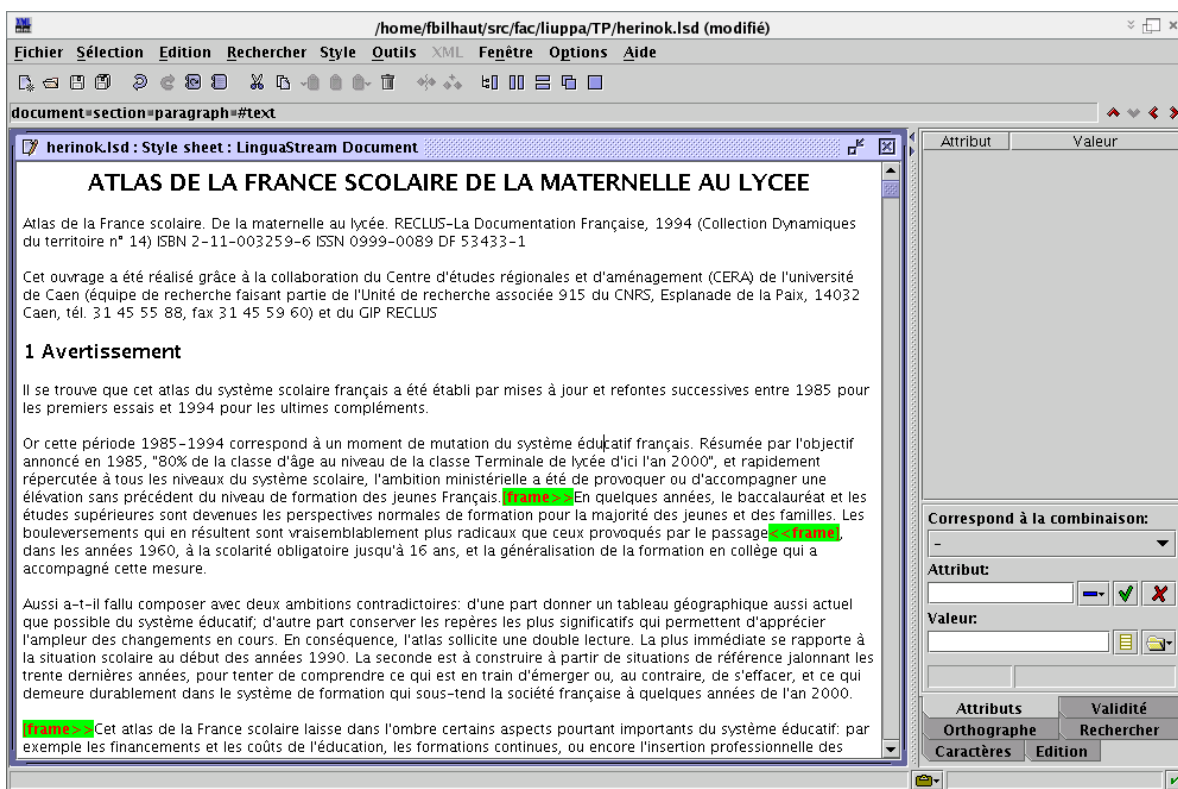 /home/fbilhaut/src/fac/liuppa/TP/herinok.lsd (modifié)
Fichier Sélection Edition Rechercher Style Outils XML Fenêtre Options Aide
document=section=paragraph=#text
herinok.lsd : Style sheet : LinguaStream Document
ATLAS DE LA FRANCE SCOLAIRE DE LA MATERNELLE AU LYCEE
Atlas de la France scolaire. De la maternelle au lycée. RECLUS-La Documentation Française, 1994 (Collection Dynamiques
du territoire n° 14) ISBN 2-11-003259-6 ISSN 0999-0089 DF 53433-1
Cet ouvrage a été réalisé grâce à la collaboration du Centre d'études régionales et d'aménagement (CERA) de l'université
de Caen (équipe de recherche faisant partie de l'Unité de recherche associée 915 du CNRS, Esplanade de la Paix, 14032
Caen, tél. 31 45 55 88, fax 31 45 59 60) et du GIP RECLUS
1 Avertissement
Il se trouve que cet atlas du système scolaire français a été établi par mises à jour et refontes successives entre 1985 pour
les premiers essais et 1994 pour les ultimes compléments.
Or cette période 1985-1994 correspond à un moment de mutation du système éducatif français. Résumée par l'objectif
annoncé en 1985, "80% de la classe d'âge au niveau de la classe Terminale de lycée d'ici l'an 2000", et rapidement
répercutée à tous les niveaux du système scolaire, l'ambition ministérielle a été de provoquer ou d'accompagner une
élévation sans précédent du niveau de formation des jeunes Français.[frame>>En quelques années, le baccalauréat et les
études supérieures sont devenues les perspectives normales de formation pour la majorité des jeunes et des familles. Les
bouleversements qui en résultent sont vraisemblablement plus radicaux que ceux provoqués par le passage<<frame],
dans les années 1960, à la scolarité obligatoire jusqu'à 16 ans, et la généralisation de la formation en collège qui a
accompagné cette mesure.
Aussi a-t-il fallu composer avec deux ambitions contradictoires: d'une part donner un tableau géographique aussi actuel
que possible du système éducatif; d'autre part conserver les repères les plus significatifs qui permettent d'apprécier
l'ampleur des changements en cours. En conséquence, l'atlas sollicite une double lecture. La plus immédiate se rapporte à
la situation scolaire au début des années 1990. La seconde est à construire à partir de situations de référence jalonnant les
trente dernières années, pour tenter de comprendre ce qui est en train d'émerger ou, au contraire, de s'effacer, et ce qui
demeure durablement dans le système de formation qui sous-tend la société française à quelques années de l'an 2000.
[frame>>Cet atlas de la France scolaire laisse dans l'ombre certains aspects pourtant importants du système éducatif: par
exemple les financements et les coûts de l'éducation, les formations continues, ou encore l'insertion professionnelle des
Attribut Valeur
Correspond à la combinaison:
-
Attribut:
Valeur:
Attributs Validité
Orthographe Rechercher
Caractères Edition